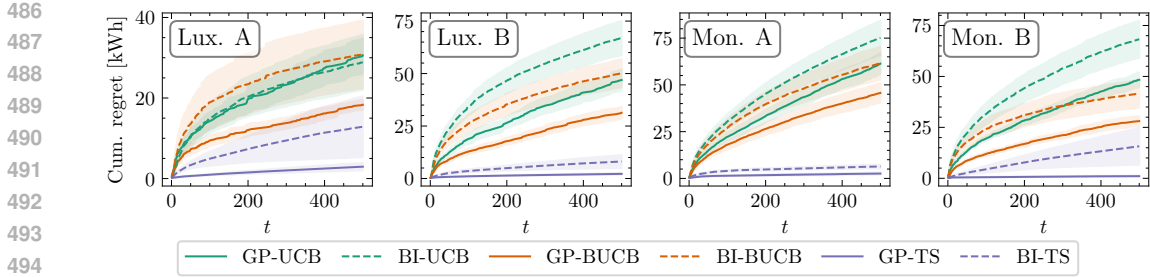 486
487
488
489
490
491
492
493
494
Cum. regret [kWh]
40
20
0
0 200 400
t
Lux. A
75
50
25
0
0 200 400
t
Lux. B
75
50
25
0
0 200 400
t
Mon. A
75
50
25
0
0 200 400
t
Mon. B
GP-UCB BI-UCB GP-BUCB BI-BUCB GP-TS BI-TS